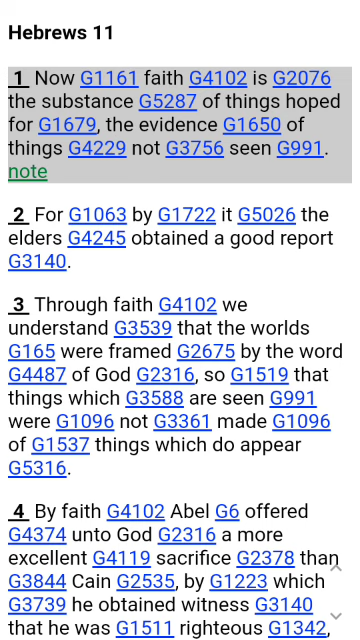 Hebrews 11
1 Now G1161 faith G4102 is G2076
the substance G5287 of things hoped
for G1679, the evidence G1650 of
things G4229 not G3756 seen G991.
note
2 For G1063 by G1722 it G5026 the
elders G4245 obtained a good report
G3140.
3 Through faith G4102 we
understand G3539 that the worlds
G165 were framed G2675 by the word
G4487 of God G2316, so G1519 that
things which G3588 are seen G991
were G1096 not G3361 made G1096
of G1537 things which do appear
G5316.
4 By faith G4102 Abel G6 offered
G4374 unto God G2316 a more
excellent G4119 sacrifice G2378 than
G3844 Cain G2535, by G1223 which
G3739 he obtained witness G3140
that he was G1511 righteous G1342,